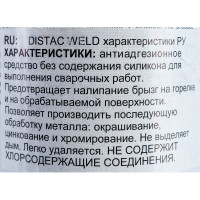 RU: DISTAC WELD характеристики РУ
ХАРАКТЕРИСТИКИ: антиадгезионное
средство без содержания силикона для
выполнения сварочных работ.
Предотвращает налипание брызг на горелке
и на обрабатываемой поверхности.
Позволяет производить последующую
обработку металла: окрашивание,
цинкование и хромирование. Не выделяет
дым. Легко удаляется. НЕ СОДЕРЖИТ
ХЛОРСОДЕРЖАЩИЕ СОЕДИНЕНИЯ.